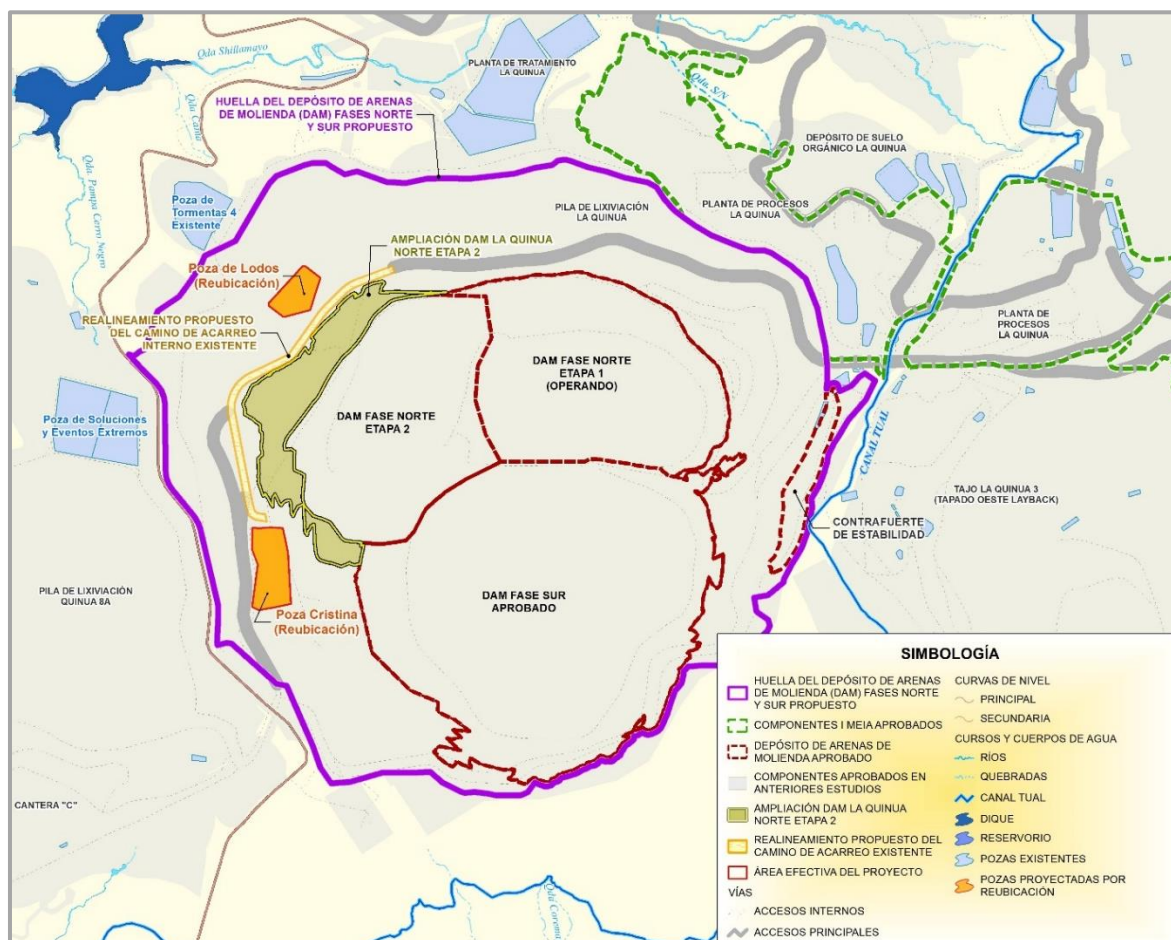 Qda Shillamayo
Qda Cama
Qda. Pampa Cerro Negro
HUELLA DEL DEPÓSITO DE ARENAS
DE MOLIENDA (DAM) FASES NORTE
Y SUR PROPUESTO
PLANTA DE TRATAMIENTO
LA QUINUA
Qda. S/N
DEPÓSITO DE SUELO
ORGÁNICO LA QUINUA
PILA DE LIXIVIACIÓN
LA QUINUA
PLANTA DE PROCESOS
LA QUINUA
Poza de
Tormentas 4
Existente
AMPLIACIÓN DAM LA QUINUA
NORTE ETAPA 2
Poza de Lodos
(Reubicación)
REALINEAMIENTO PROPUESTO
DEL CAMINO DE ACARREO
INTERNO EXISTENTE
PLANTA DE
PROCESOS
LA QUINUA
DAM FASE NORTE
ETAPA 1
(OPERANDO)
DAM FASE NORTE
ETAPA 2
Poza de Soluciones
y Eventos Extremos
CANAL TUAL
TAJO LA QUINUA 3
(TAPADO OESTE LAYBACK)
CONTRAFUERTE
DE ESTABILIDAD
PILA DE LIXIVIACIÓN
QUINUA 8A
DAM FASE SUR
APROBADO
Poza Cristina
(Reubicación)
CANTERA "C"
SIMBOLOGÍA
HUELLA DEL DEPÓSITO DE ARENAS
DE MOLIENDA (DAM) FASES NORTE
Y SUR PROPUESTO
COMPONENTES I MEIA APROBADOS
DEPÓSITO DE ARENAS DE
MOLIENDA APROBADO
COMPONENTES APROBADOS EN
ANTERIORES ESTUDIOS
AMPLIACIÓN DAM LA QUINUA
NORTE ETAPA 2
REALINEAMIENTO PROPUESTO DEL
CAMINO DE ACARREO EXISTENTE
ÁREA EFECTIVA DEL PROYECTO
VÍAS
ACCESOS INTERNOS
ACCESOS PRINCIPALES
CURVAS DE NIVEL
PRINCIPAL
SECUNDARIA
CURSOS Y CUERPOS DE AGUA
RÍOS
QUEBRADAS
CANAL TUAL
DIQUE
RESERVORIO
POZAS EXISTENTES
POZAS PROYECTADAS POR
REUBICACIÓN